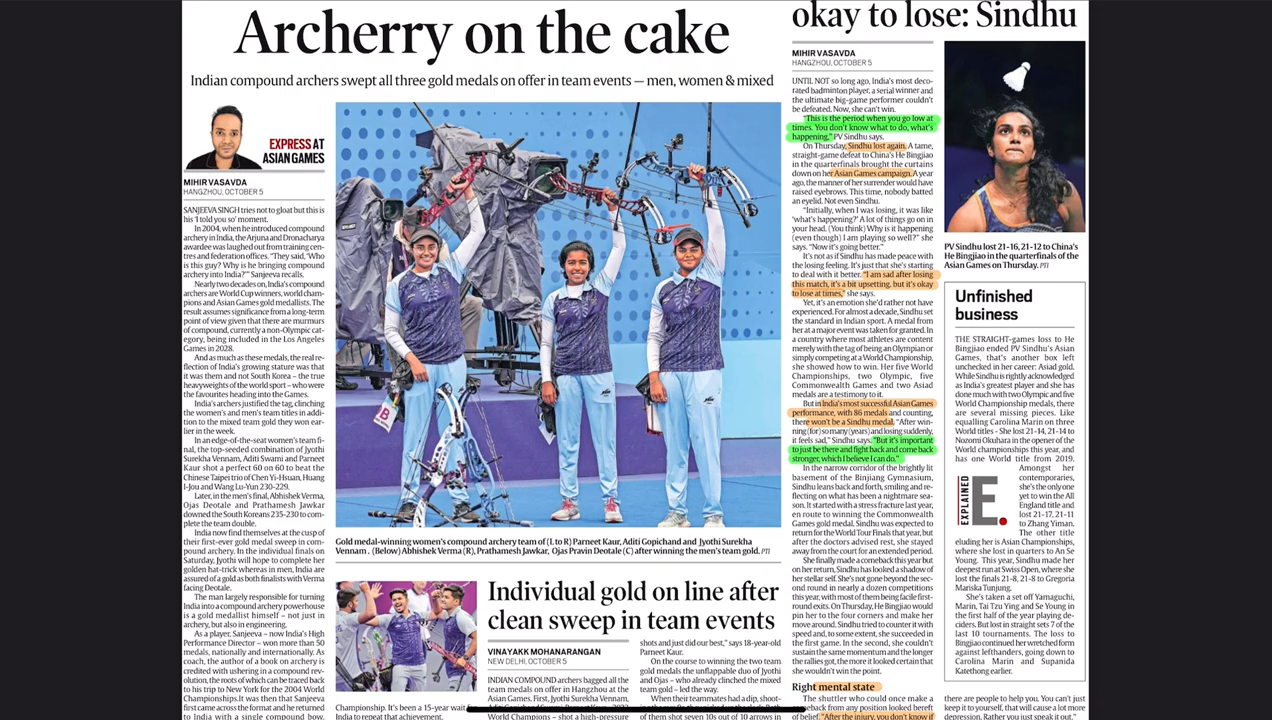 Archerry on the cake
Indian compound archers swept all three gold medals on offer in team events — men, women & mixed
EXPRESS AT
ASIAN GAMES
MIHIR VASAVDA
HANGZHOU, OCTOBER 5
SANJEEVA SINGH tries not to gloat but this is
his 'I told you so' moment.
In 2004, when he introduced compound
archery in India, the Arjuna and Dronacharya
awardee was laughed out from training cen-
tres and federation offices. "They said, 'Who
is this guy? Why is he bringing compound
archery into India?'" Sanjeeva recalls.
Nearly two decades on, India's compound
archers are World Cup winners, world cham-
pions and Asian Games gold medallists. The
result assumes significance from a long-term
point of view given that there are murmurs
of compound, currently a non-Olympic cat-
egory, being included in the Los Angeles
Games in 2028.
And as much as these medals, the real re-
flection of India's growing stature was that
it was them and not South Korea – the true
heavyweights of the world sport – who were
the favourites heading into the Games.
India's archers justified the tag, clinching
the women's and men's team titles in addi-
tion to the mixed team gold they won ear-
lier in the week.
In an edge-of-the-seat women's team fi-
nal, the top-seeded combination of Jyothi
Surekha Vennam, Aditi Swami and Parneet
Kaur shot a perfect 60 on 60 to beat the
Chinese Taipei trio of Chen Yi-Hsuan, Huang
I-Jou and Wang Lu-Yun 230-229.
Later, in the men's final, Abhishek Verma,
Ojas Deotale and Prathamesh Jawkar
downed the South Koreans 235-230 to com-
plete the team double.
India now find themselves at the cusp of
their first-ever gold medal sweep in com-
pound archery. In the individual finals on
Saturday, Jyothi will hope to complete her
golden hat-trick whereas in men, India are
assured of a gold as both finalists with Verma
facing Deotale.
The man largely responsible for turning
India into a compound archery powerhouse
is a gold medallist himself – not just in
archery, but also in engineering.
As a player, Sanjeeva – now India's High
Performance Director – won more than 50
medals, nationally and internationally. As
coach, the author of a book on archery is
credited with ushering in a compound rev-
olution, the roots of which can be traced back
to his trip to New York for the 2004 World
Championships. It was then that Sanjeeva
first came across the format and he returned
to India with a single compound bow,
B
Gold medal-winning women's compound archery team of (L to R) Parneet Kaur, Aditi Gopichand and Jyothi Surekha
Vennam . (Below) Abhishek Verma (R), Prathamesh Jawkar, Ojas Pravin Deotale (C) after winning the men's team gold. PTI
Individual gold on line after
clean sweep in team events
VINAYAKK MOHANARANGAN
NEW DELHI, OCTOBER 5
INDIAN COMPOUND archers bagged all the
team medals on offer in Hangzhou at the
Asian Games. First, Jyothi Surekha Vennam,
World Champions – shot a high-pressure
Championship. It's been a 15-year wait for
India to repeat that achievement.
shots and just did our best," says 18-year-old
Parneet Kaur.
On the course to winning the two team
gold medals the unflappable duo of Jyothi
and Ojas – who already clinched the mixed
team gold – led the way.
When their teammates had a dip, shoot-
of them shot seven 10s out of 10 arrows in
okay to lose: Sindhu
MIHIR VASAVDA
HANGZHOU, OCTOBER 5
UNTIL NOT so long ago, India's most deco-
rated badminton player, a serial winner and
the ultimate big-game performer couldn't
be defeated. Now, she can't win.
"This is the period when you go low at
times. You don't know what to do, what's
happening," PV Sindhu says.
On Thursday, Sindhu lost again. A tame,
straight-game defeat to China's He Bingjiao
in the quarterfinals brought the curtains
down on her Asian Games campaign. A year
ago, the manner of her surrender would have
raised eyebrows. This time, nobody batted
an eyelid. Not even Sindhu.
"Initially, when I was losing, it was like
'what's happening?' A lot of things go on in
your head. (You think) Why is it happening
(even though) I am playing so well?" she
says. "Now it's going better."
It's not as if Sindhu has made peace with
the losing feeling. It's just that she's starting
to deal with it better. "I am sad after losing
this match, it's a bit upsetting, but it's okay
to lose at times," she says.
Yet, it's an emotion she'd rather not have
experienced. For almost a decade, Sindhu set
the standard in Indian sport. A medal from
her at a major event was taken for granted. In
a country where most athletes are content
merely with the tag of being an Olympian or
simply competing at a World Championship,
she showed how to win. Her five World
Championships, two Olympic, five
Commonwealth Games and two Asiad
medals are a testimony to it.
But in India's most successful Asian Games
performance, with 86 medals and counting,
there won't be a Sindhu medal. "After win-
ning (for) so many (years) and losing suddenly,
it feels sad," Sindhu says. "But it's important
to just be there and fight back and come back
stronger, which I believe I can do."
In the narrow corridor of the brightly lit
basement of the Binjiang Gymnasium,
Sindhu leans back and forth, smiling and re-
flecting on what has been a nightmare sea-
son. It started with a stress fracture last year,
en route to winning the Commonwealth
Games gold medal. Sindhu was expected to
return for the World Tour Finals that year, but
after the doctors advised rest, she stayed
away from the court for an extended period.
She finally made a comeback this year but
on her return, Sindhu has looked a shadow of
her stellar self. She's not gone beyond the sec-
ond round in nearly a dozen competitions
this year, with most of them being facile first-
round exits. On Thursday, He Bingjiao would
pin her to the four corners and make her
move around. Sindhu tried to counter it with
speed and, to some extent, she succeeded in
the first game. In the second, she couldn't
sustain the same momentum and the longer
the rallies got, the more it looked certain that
she wouldn't win the point.
Right mental state
The shuttler who could once make a
comeback from any position looked bereft
of belief. "After the injury, you don't know if
PV Sindhu lost 21-16, 21-12 to China's
He Bingjiao in the quarterfinals of the
Asian Games on Thursday. PTI
Unfinished
business
THE STRAIGHT-games loss to He
Bingjiao ended PV Sindhu's Asian
Games, that's another box left
unchecked in her career: Asiad gold.
While Sindhu is rightly acknowledged
as India's greatest player and she has
done much with two Olympic and five
World Championship medals, there
are several missing pieces. Like
equalling Carolina Marin on three
World titles - She lost 21-14, 21-14 to
Nozomi Okuhara in the opener of the
World championship this year, and
has one World title from 2019.
Amongst her
contemporaries,
she's the only one
yet to win the All
England title and
lost 21-17, 21-11
to Zhang Yiman.
The other title
eluding her is Asian Championships,
where she lost in quarters to An Se
Young. This year, Sindhu made her
deepest run at Swiss Open, where she
lost the finals 21-8, 21-8 to Gregoria
Mariska Tunjung.
She's taken a set off Yamaguchi,
Marin, Tai Tzu Ying and Se Young in
the first half of the year playing de-
ciders. But lost in straight sets 7 of the
last 10 tournaments. The loss to
Bingjiao continued her wretched form
against lefthanders, going down to
Carolina Marin and Supanida
Katethong earlier.
EXPLAINED
E.
there are people to help you. You can't just
keep it to yourself, that will cause a lot more
depression. Rather you just speak it out."